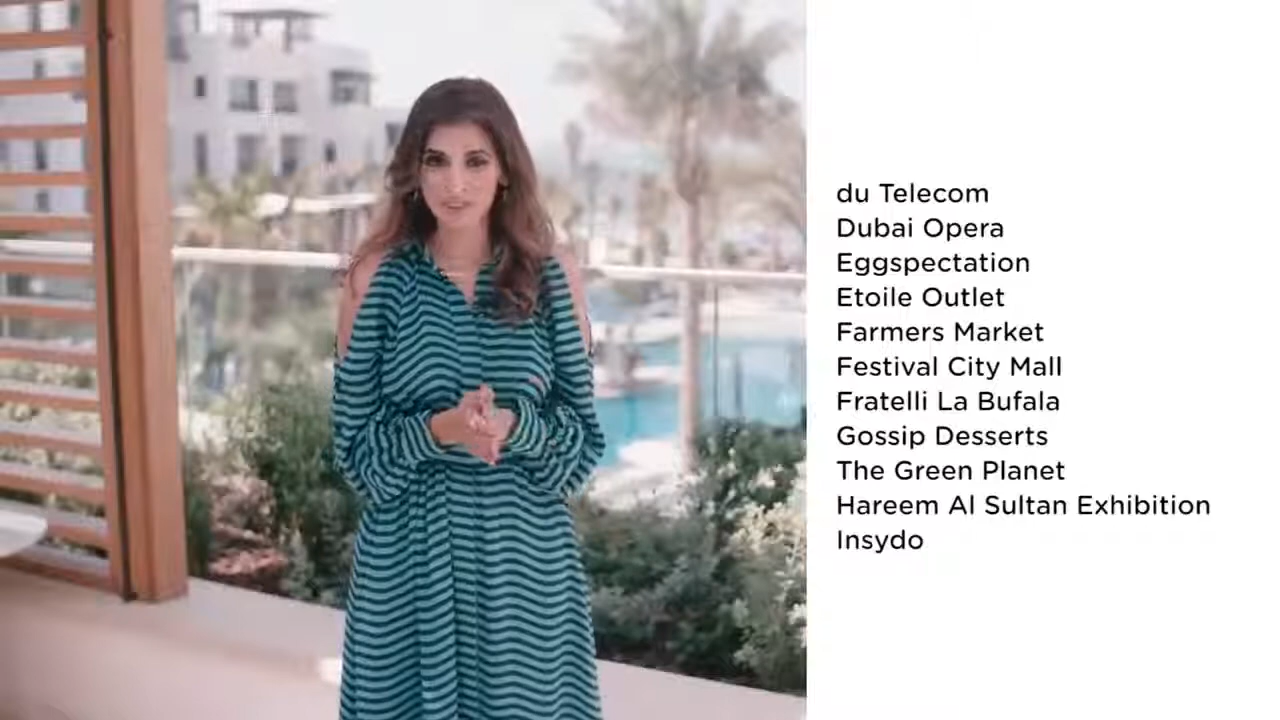 du Telecom
Dubai Opera
Eggspectation
Etoile Outlet
Farmers Market
Festival City Mall
Fratelli La Bufala
Gossip Desserts
The Green Planet
Hareem Al Sultan Exhibition
Insydo